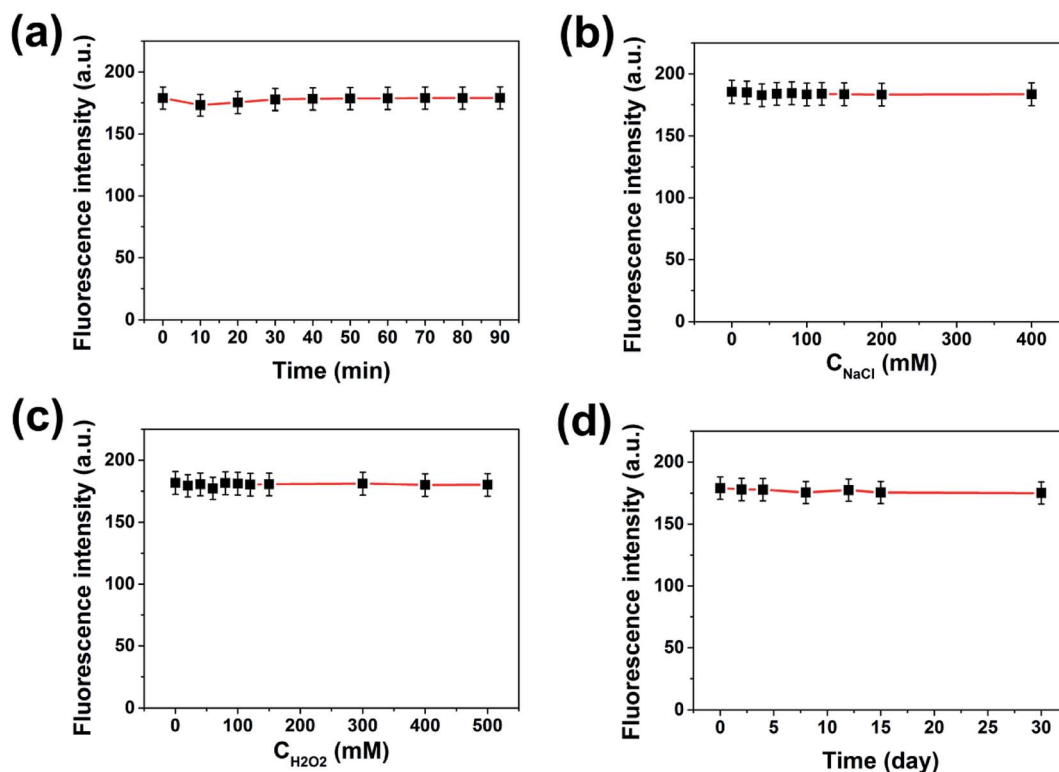 (a)
Fluorescence intensity (a.u.)
200
150
100
50
0
0 10 20 30 40 50 60 70 80 90
Time (min)
(b)
Fluorescence intensity (a.u.)
200
150
100
50
0
0 100 200 300 400
C_NaCl (mM)
(c)
Fluorescence intensity (a.u.)
200
150
100
50
0
0 100 200 300 400 500
C_H2O2 (mM)
(d)
Fluorescence intensity (a.u.)
200
150
100
50
0
0 5 10 15 20 25 30
Time (day)